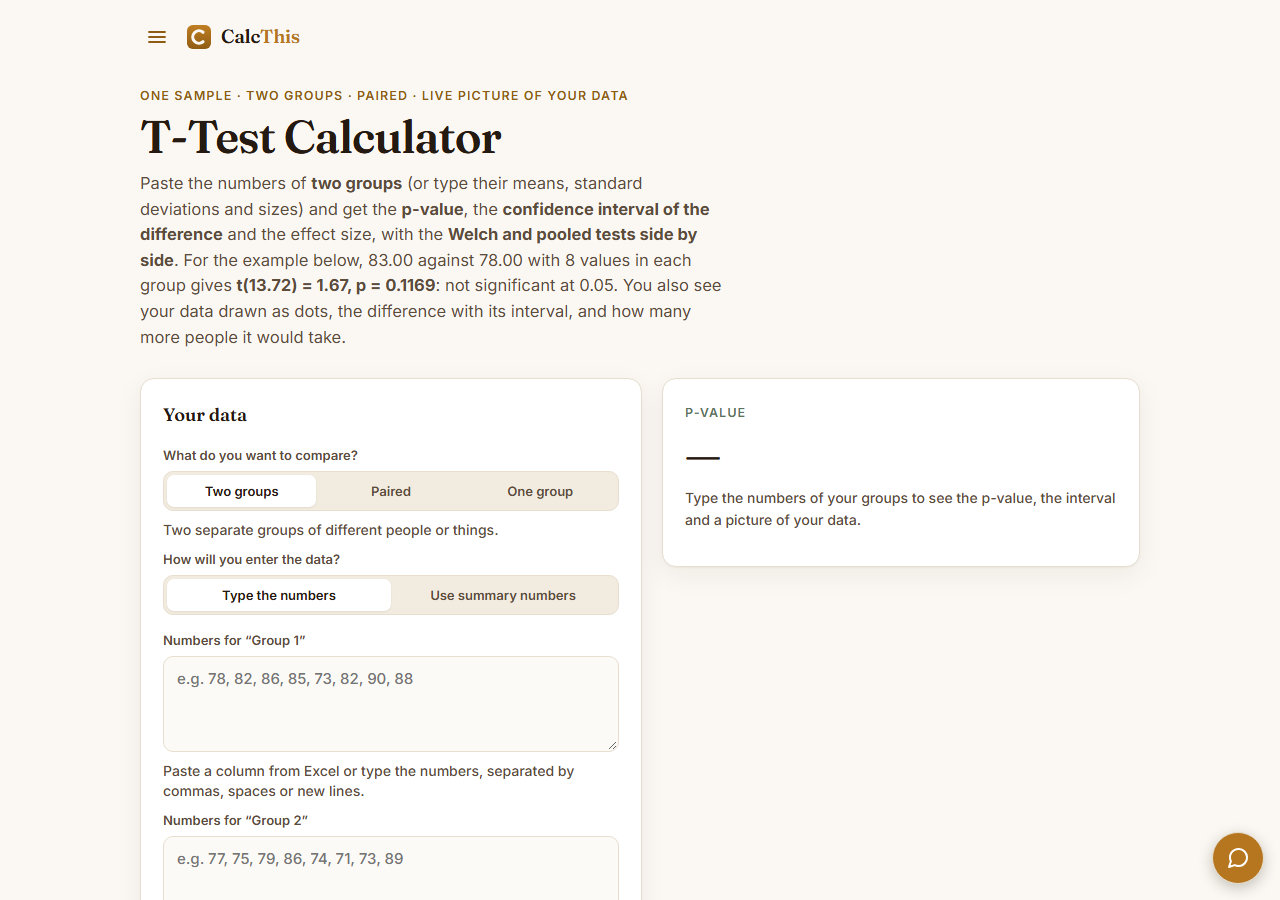 CalcThis
ONE SAMPLE · TWO GROUPS · PAIRED · LIVE PICTURE OF YOUR DATA
T-Test Calculator
Paste the numbers of two groups (or type their means, standard
deviations and sizes) and get the p-value, the confidence interval of the
difference and the effect size, with the Welch and pooled tests side by
side. For the example below, 83.00 against 78.00 with 8 values in each
group gives t(13.72) = 1.67, p = 0.1169: not significant at 0.05. You also see
your data drawn as dots, the difference with its interval, and how many
more people it would take.
Your data
What do you want to compare?
Two groups Paired One group
Two separate groups of different people or things.
How will you enter the data?
Type the numbers Use summary numbers
Numbers for “Group 1”
e.g. 78, 82, 86, 85, 73, 82, 90, 88
Paste a column from Excel or type the numbers, separated by
commas, spaces or new lines.
Numbers for “Group 2”
e.g. 77, 75, 79, 86, 74, 71, 73, 89
P-VALUE
—
Type the numbers of your groups to see the p-value, the interval
and a picture of your data.